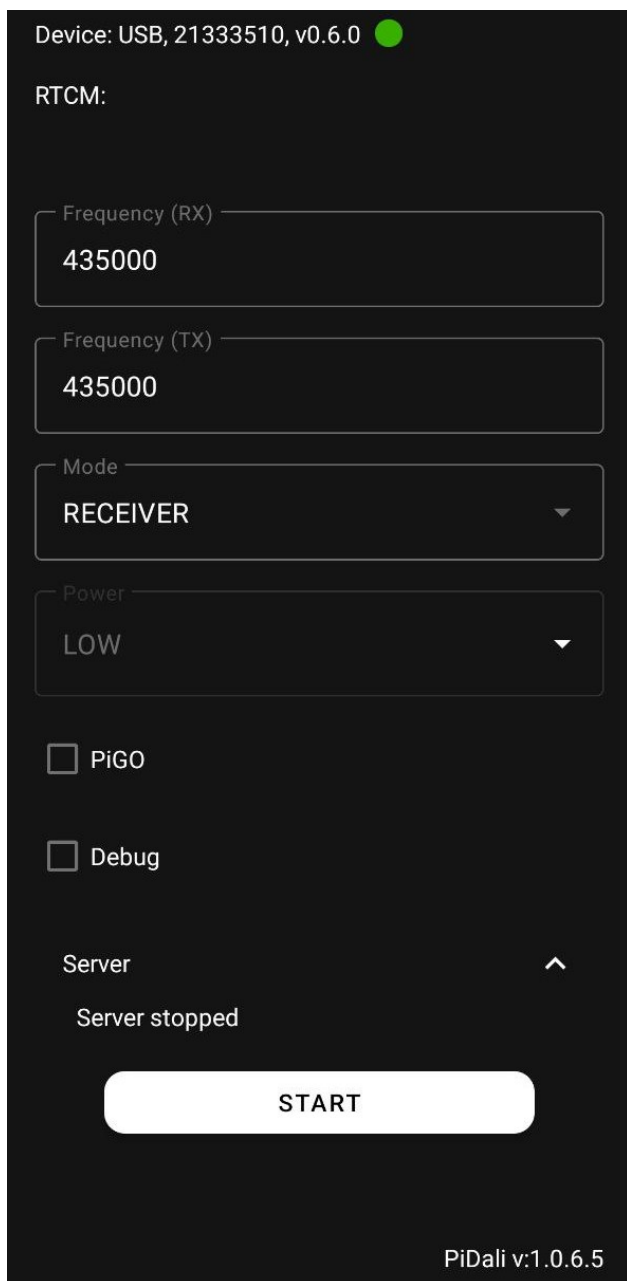 Device: USB, 21333510, v0.6.0
RTCM:
Frequency (RX)
435000
Frequency (TX)
435000
Mode
RECEIVER
Power
LOW
PiGO
Debug
Server
Server stopped
START
PiDali v:1.0.6.5